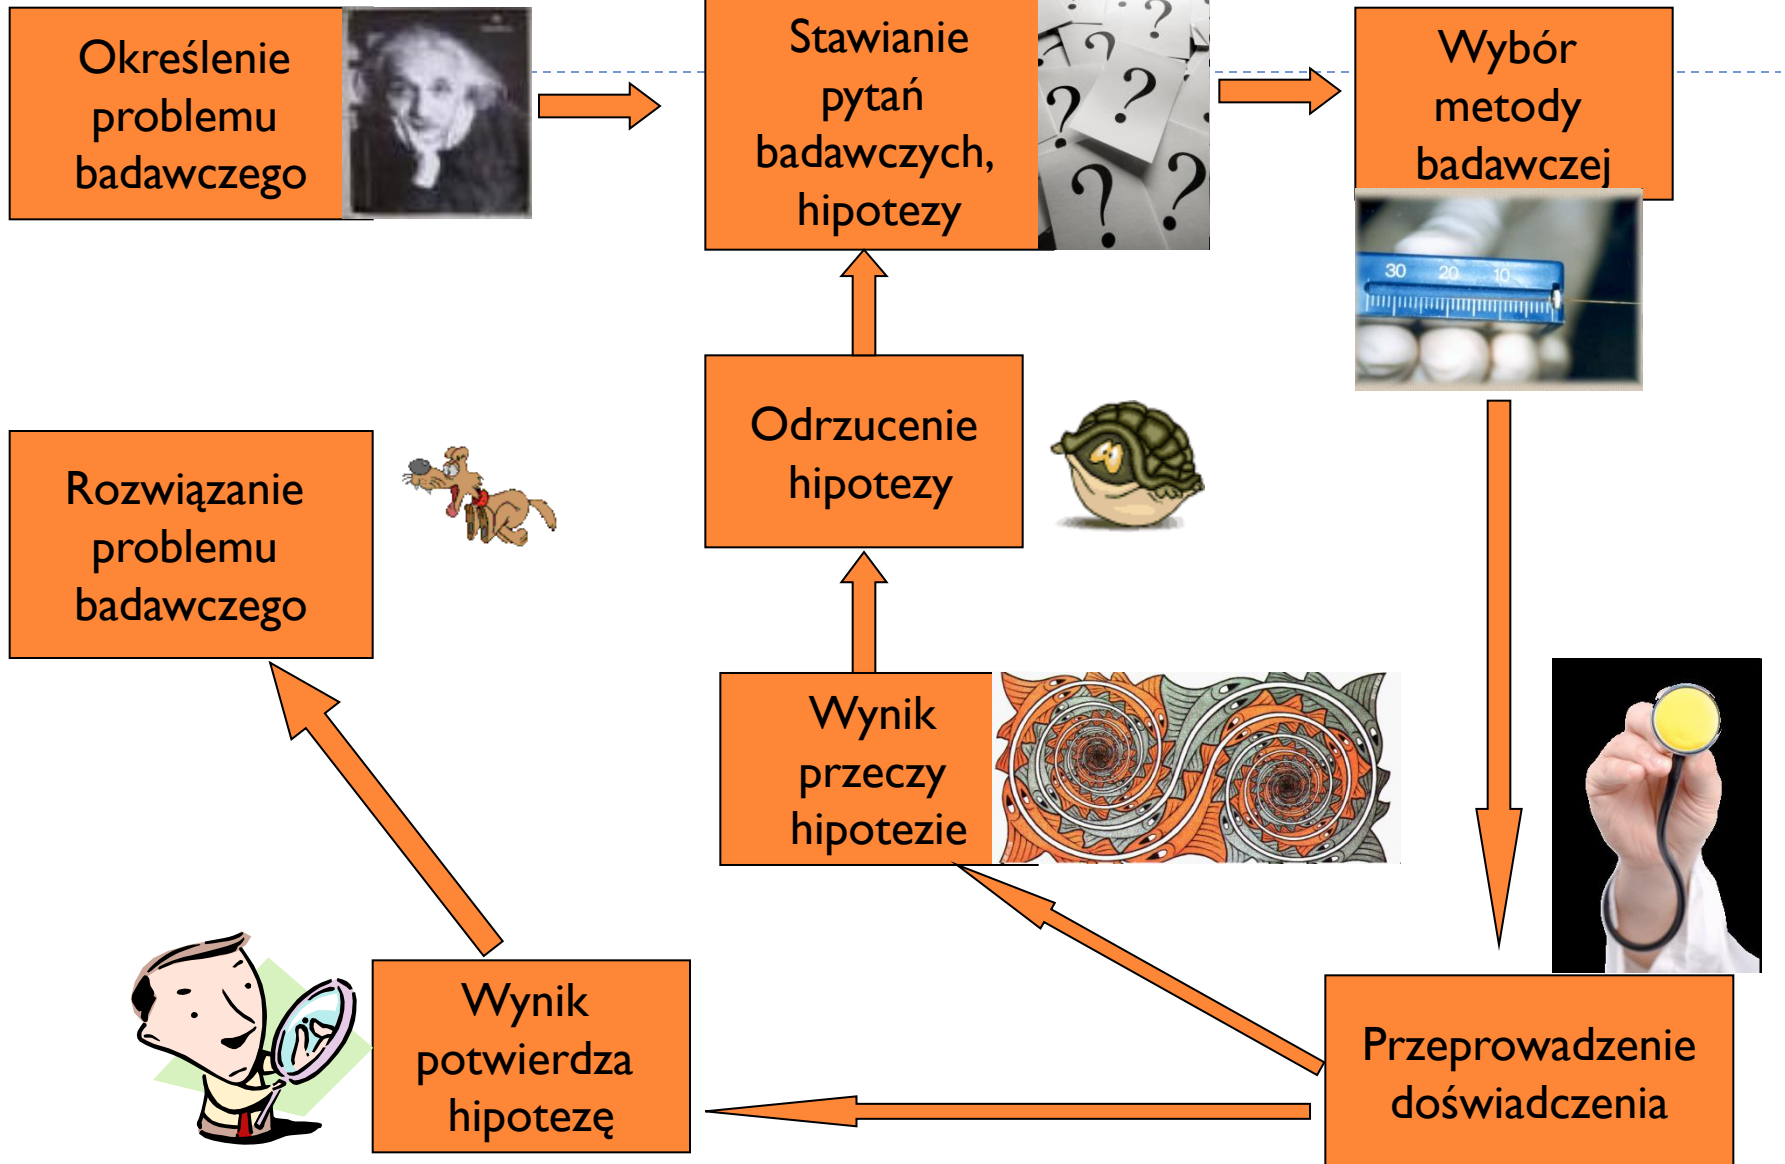 Określenie
problemu
badawczego
Stawianie
pytań
badawczych,
hipotezy
Wybór
metody
badawczej
30 20 10
Odrzucenie
hipotezy
Rozwiązanie
problemu
badawczego
Wynik
przeczy
hipotezie
Wynik
potwierdza
hipotezę
Przeprowadzenie
doświadczenia
? ? ? ? ? ?